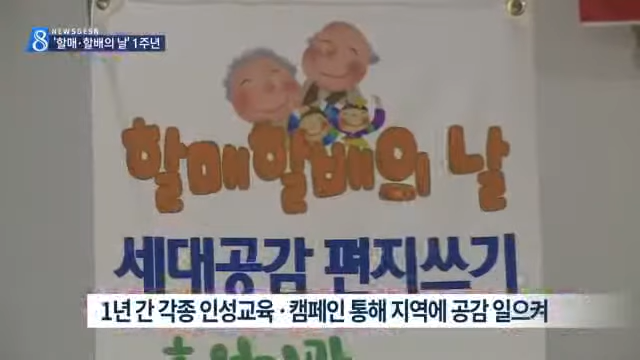 8 NEWSDESK
'할매·할배의 날' 1주년
할매할배의 날
세대공감 편지쓰기
1년 간 각종 인성교육·캠페인 통해 지역에 공감 일으켜